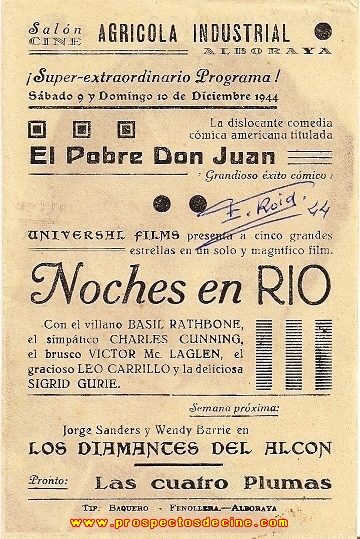 Salón AGRICOLA INDUSTRIAL
CINE ALBORAYA
¡Super-extraordinario Programa!
Sábado 9 y Domingo 10 de Diciembre 1944
La dislocante comedia
cómica americana titulada
El Pobre Don Juan
¡Grandioso éxito cómico!
E. Roid. 44
UNIVERSAL FILMS presenta a cinco grandes
estrellas en un solo y magnífico film.
Noches en RIO
Con el villano BASIL RATHBONE,
el simpático CHARLES CUNNING,
el brusco VICTOR Mc. LAGLEN, el
gracioso LEO CARRILLO y la deliciosa
SIGRID GURIE.
Semana próxima:
Jorge Sanders y Wendy Barrie en
LOS DIAMANTES DEL ALCON
Pronto: Las cuatro Plumas
TIP. BAQUERO - FENOLLERA.—ALBORAYA
www.prospectosdecine.com